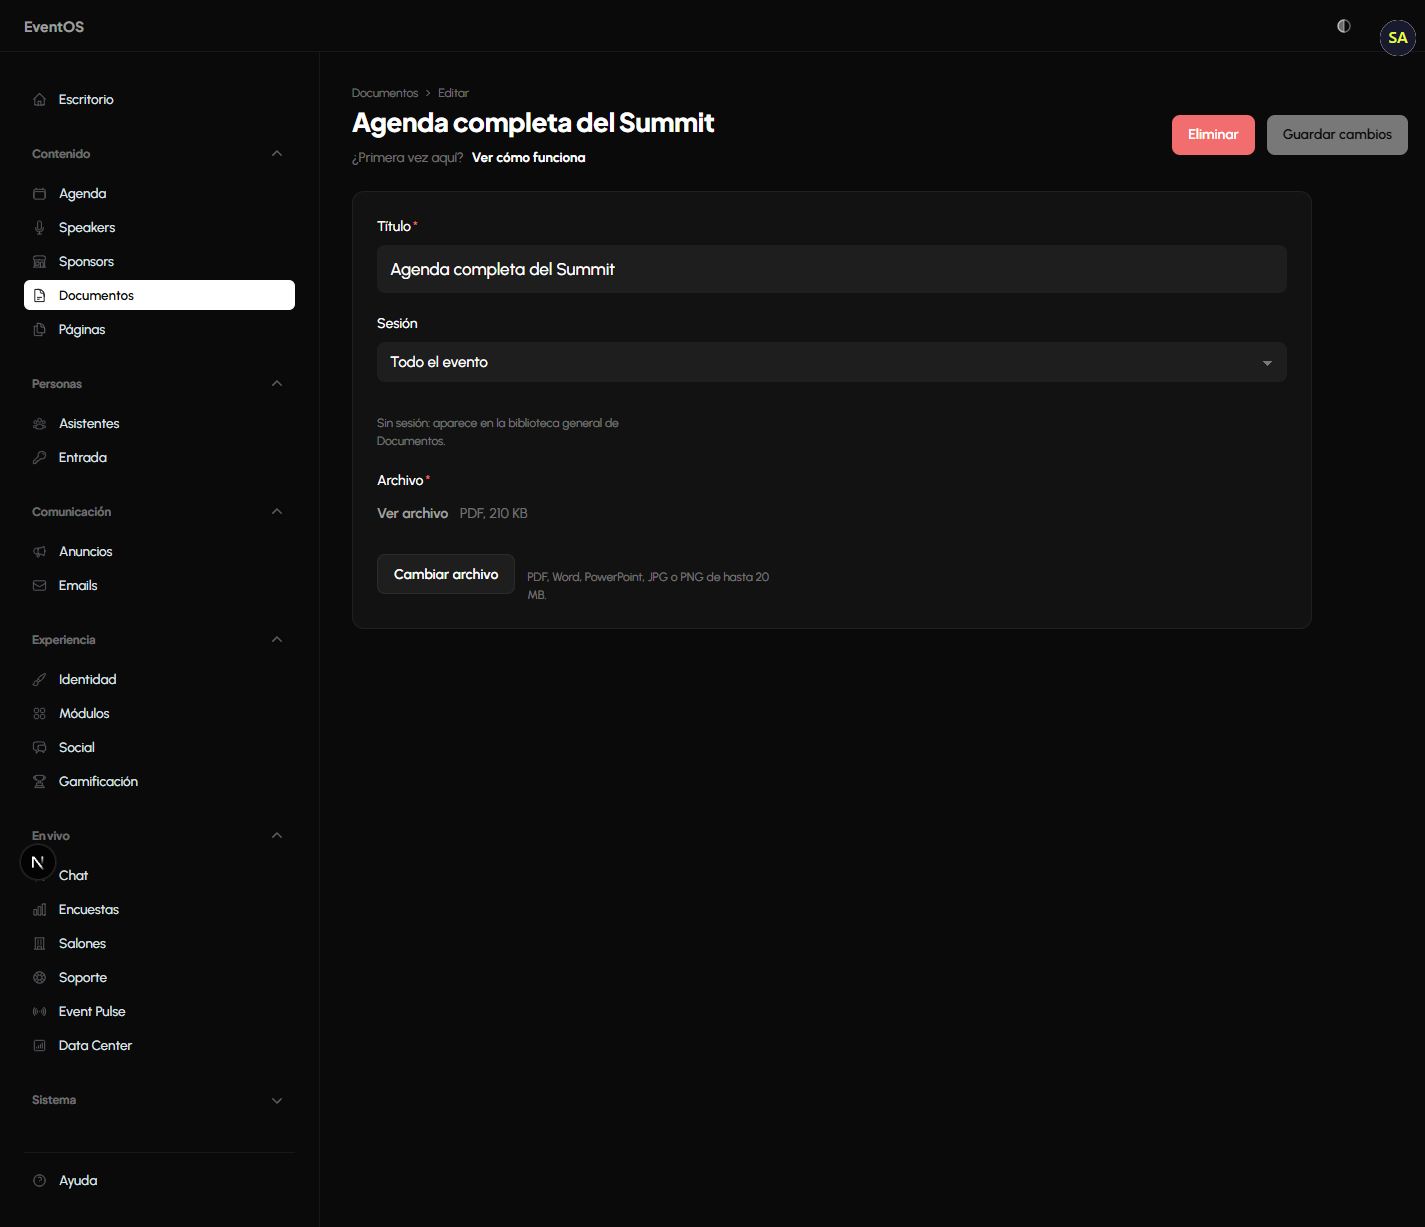 EventOS
SA
Escritorio
Contenido
Agenda
Speakers
Sponsors
Documentos
Páginas
Personas
Asistentes
Entrada
Comunicación
Anuncios
Emails
Experiencia
Identidad
Módulos
Social
Gamificación
En vivo
N
Chat
Encuestas
Salones
Soporte
Event Pulse
Data Center
Sistema
Ayuda
Documentos > Editar
Agenda completa del Summit
¿Primera vez aquí? Ver cómo funciona
Eliminar
Guardar cambios
Título*
Agenda completa del Summit
Sesión
Todo el evento
Sin sesión: aparece en la biblioteca general de
Documentos.
Archivo*
Ver archivo PDF, 210 KB
Cambiar archivo
PDF, Word, PowerPoint, JPG o PNG de hasta 20
MB.